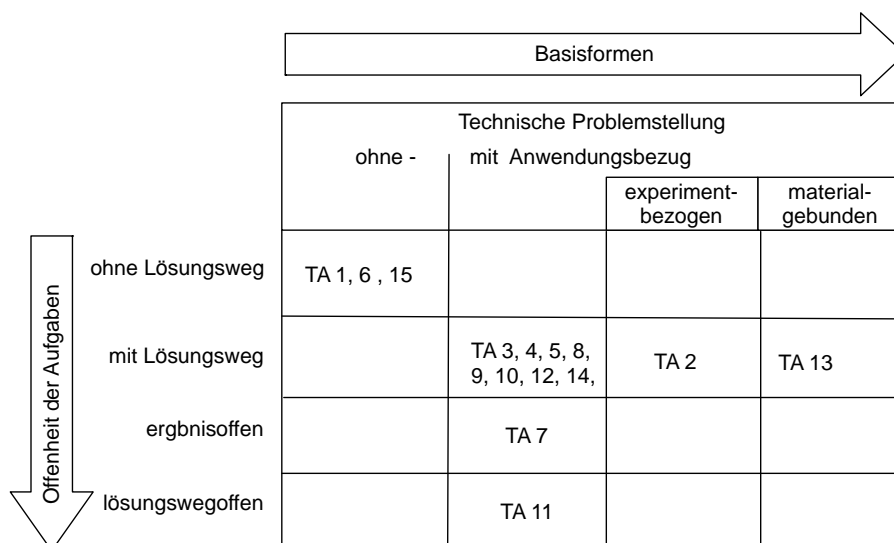 Basisformen
Technische Problemstellung
ohne - mit Anwendungsbezug
experiment-
bezogen
material-
gebunden
Offenheit der Aufgaben
ohne Lösungsweg
TA 1, 6 , 15
mit Lösungsweg
TA 3, 4, 5, 8,
9, 10, 12, 14,
TA 2
TA 13
ergbnisoffen
TA 7
lösungswegoffen
TA 11